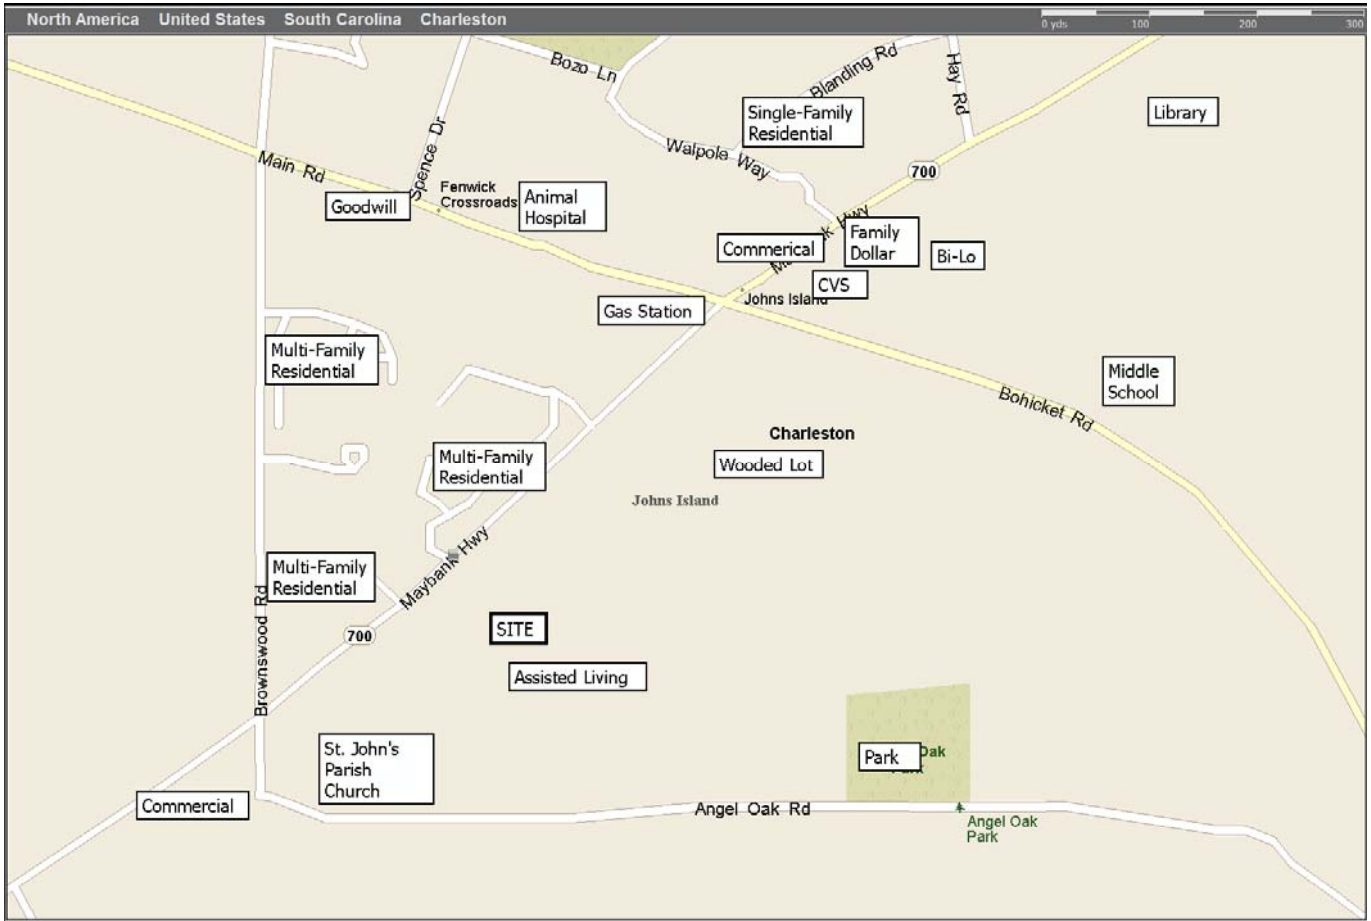 North America United States South Carolina Charleston
0 yds 100 200 300
Bozo Ln
Blanding Rd
Hay Rd
Library
Single-Family
Residential
Spence Dr
Walpole Way
Main Rd
700
Fenwick
Crossroads
Animal
Hospital
Goodwill
Hwy
Family
Dollar
Commerical
Bi-Lo
CVS
Johns Island
Gas Station
Multi-Family
Residential
Middle
School
Bohicket Rd
Charleston
Multi-Family
Residential
Wooded Lot
Johns Island
Maybank Hwy
Multi-Family
Residential
Brownswood Rd
700
SITE
Assisted Living
St. John's
Parish
Church
Park
Oak
Commercial
Angel Oak Rd
Angel Oak
Park